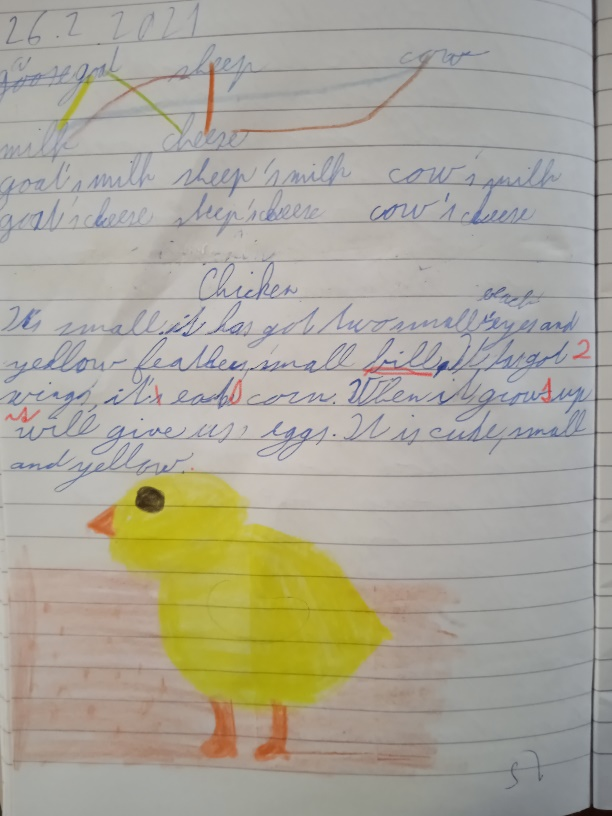 26.2 2021
goose goat sheep cow
milk cheese
goat's milk sheep's milk cow's milk
goat's cheese sheep's cheese cow's cheese
Chicken
black
It's small. it has got two small eyes and
yellow feathers, small bill. It has got 2
wings, it's eats corn. When it grows up
will give us, eggs. It is cute, small
and yellow.